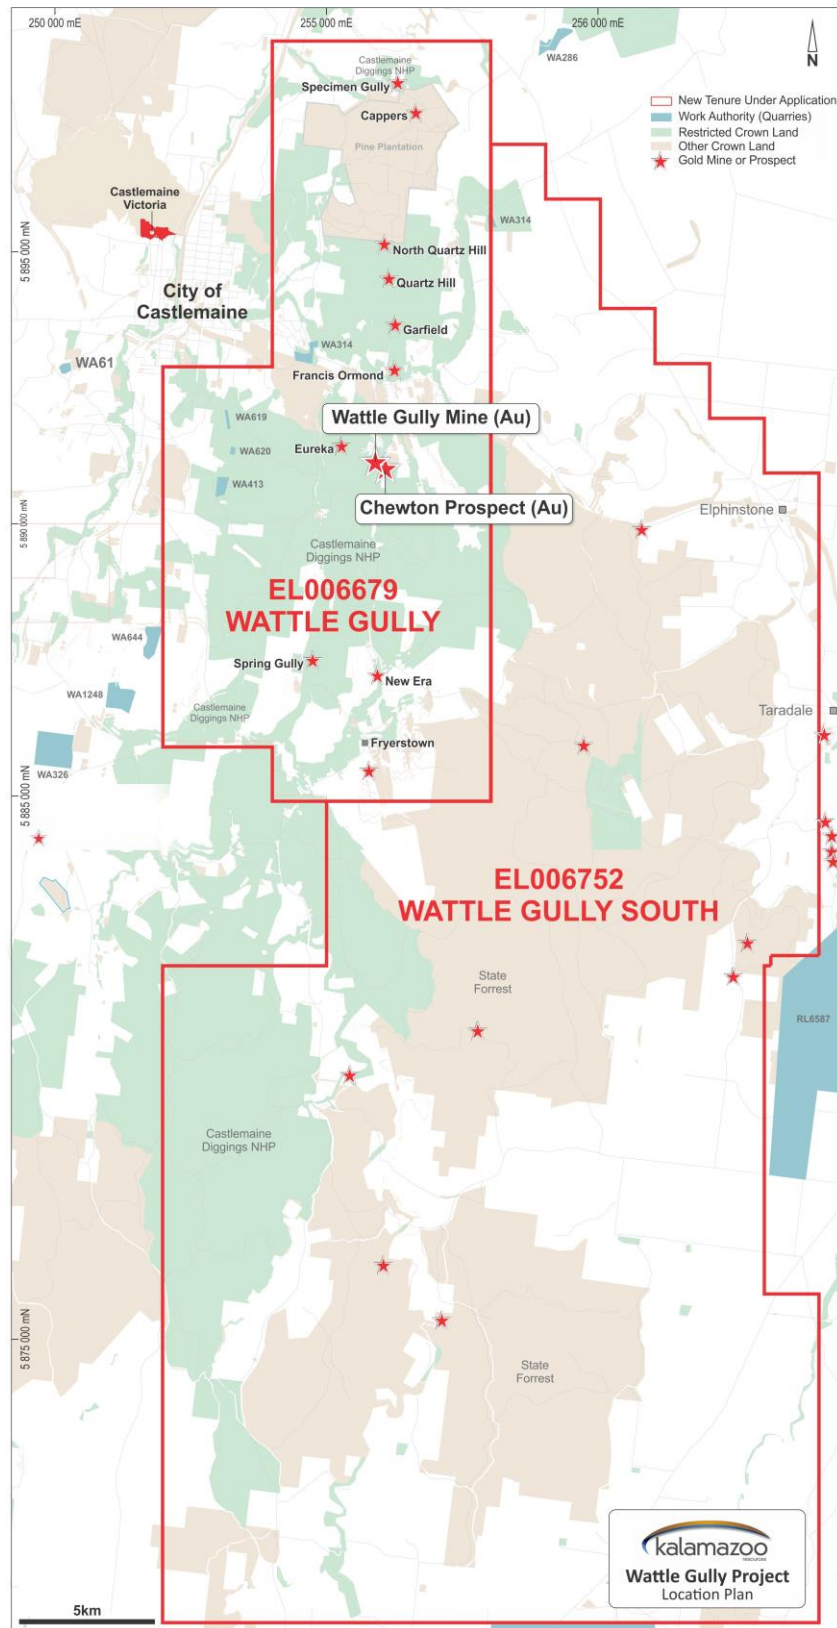 250 000 mE
255 000 mE
256 000 mE
WA286
N
Castlemaine
Diggings NHP
Specimen Gully
Cappers
Pine Plantation
New Tenure Under Application
Work Authority (Quarries)
Restricted Crown Land
Other Crown Land
Gold Mine or Prospect
Castlemaine
Victoria
WA314
5 895 000 mN
North Quartz Hill
Quartz Hill
City of
Castlemaine
Garfield
WA314
WA61
Francis Ormond
WA619
Wattle Gully Mine (Au)
Eureka
WA620
WA413
Chewton Prospect (Au)
Elphinstone
5 890 000 mN
Castlemaine
Diggings NHP
EL006679
WATTLE GULLY
WA644
Spring Gully
New Era
WA1248
Castlemaine
Diggings NHP
Taradale
Fryerstown
WA326
5 885 000 mN
EL006752
WATTLE GULLY SOUTH
State
Forrest
RL6587
Castlemaine
Diggings NHP
5 875 000 mN
State
Forrest
kalamazoo
resources
Wattle Gully Project
Location Plan
5km